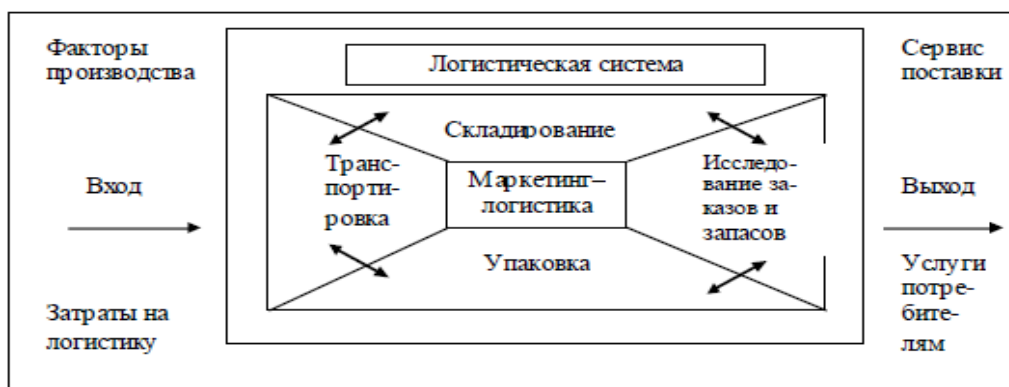 Факторы
производства
Вход
Затраты на
логистику
Логистическая система
Складирование
Транс-
порти-
ровка
Маркетинг–
логистика
Исследо-
вание за-
казов и
запасов
Упаковка
Сервис
поставки
Выход
Услуги
потре-
бите-
лям